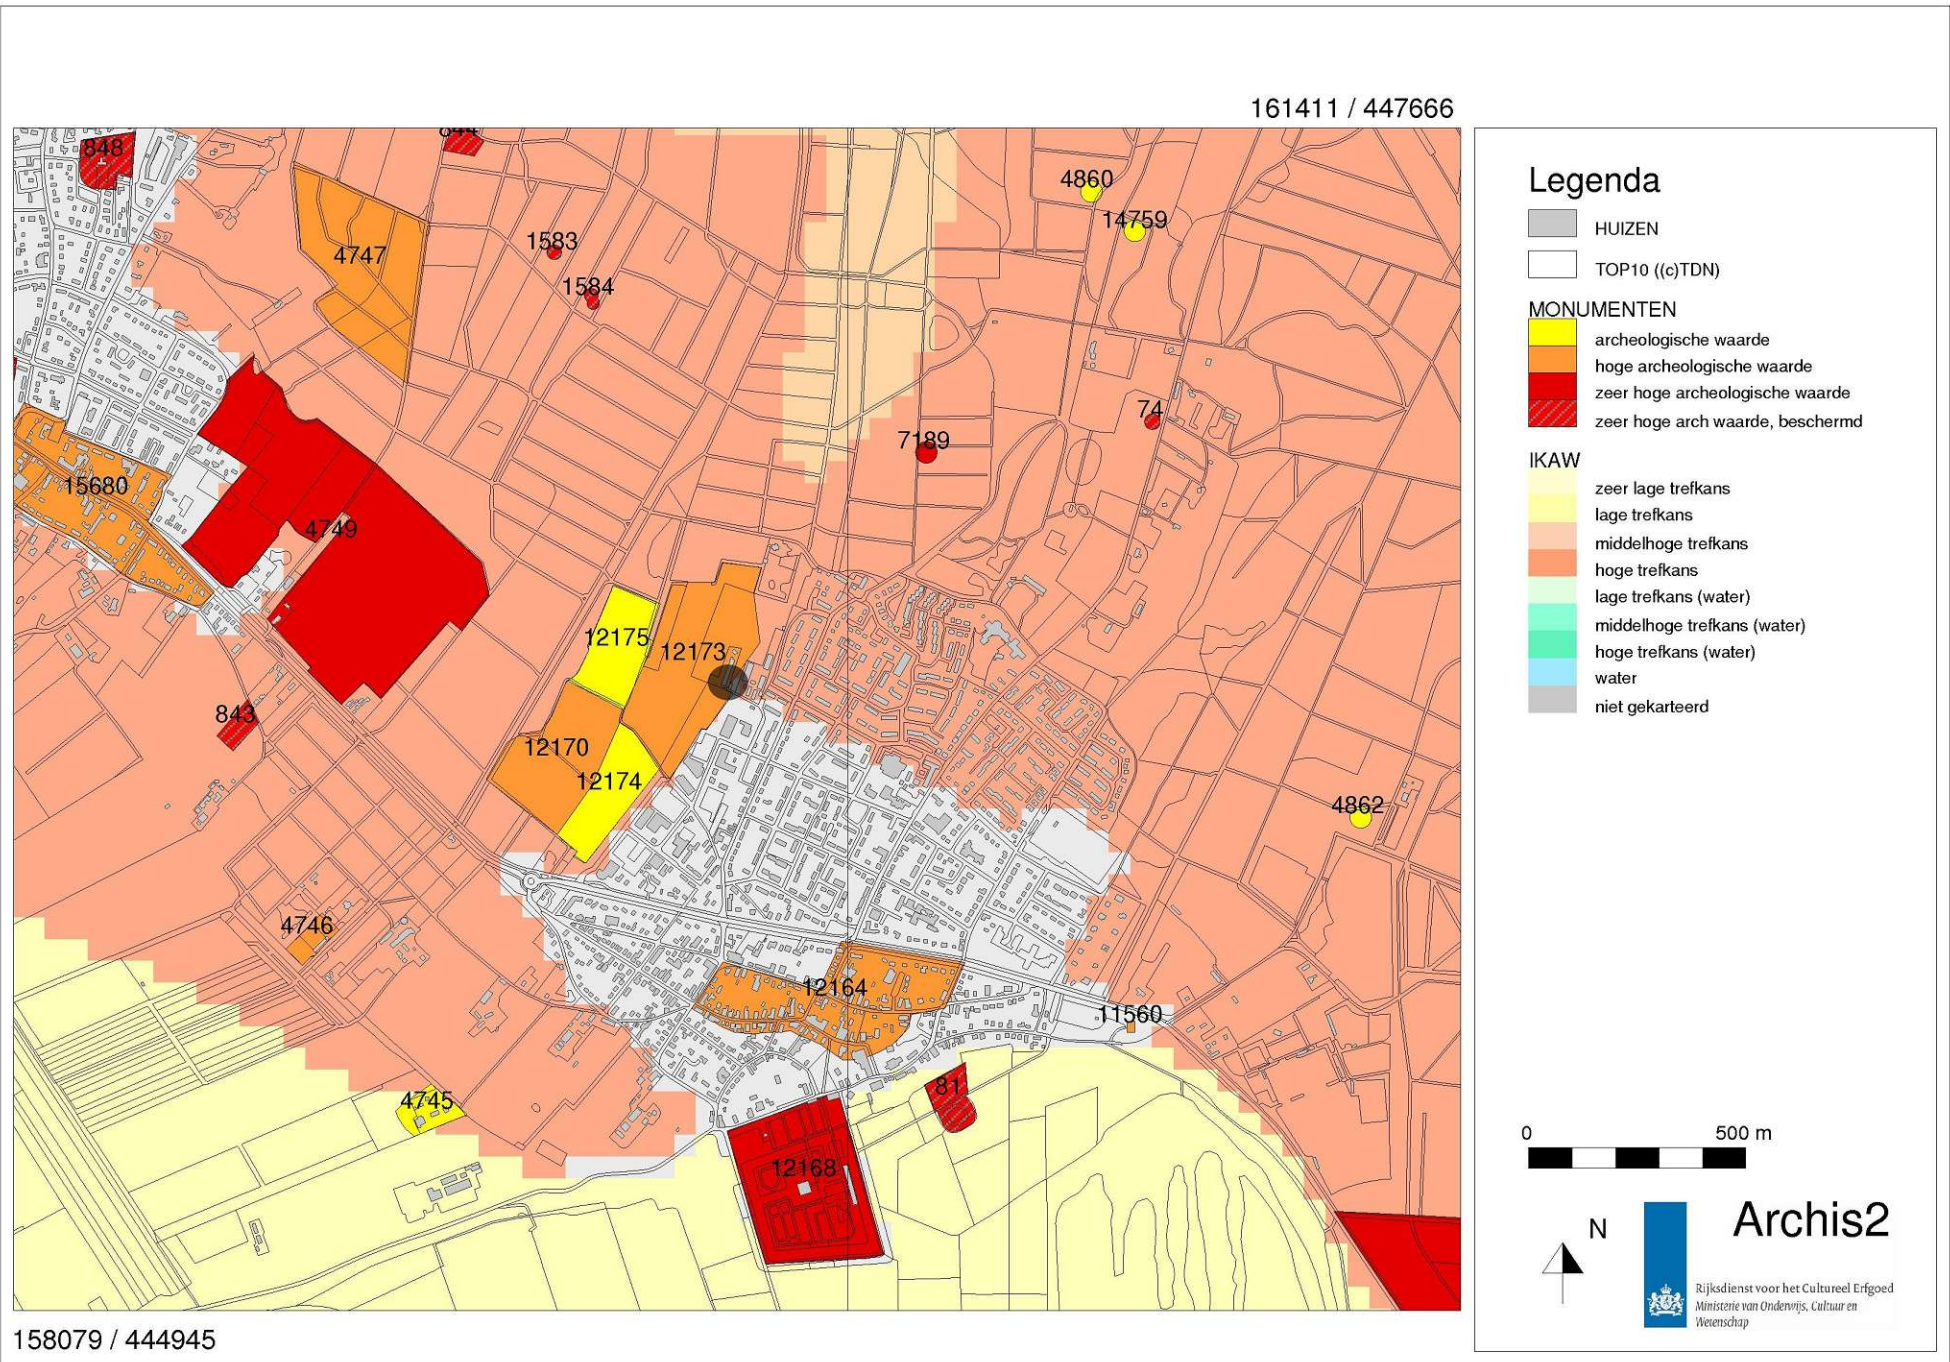 161411 / 447666
848
844
4860
14759
4747
1583
1584
74
7189
15680
4749
12175
12173
843
12170
12174
4862
4746
12164
11560
4745
81
12168
158079 / 444945
Legenda
HUIZEN
TOP10 ((c)TDN)
MONUMENTEN
archeologische waarde
hoge archeologische waarde
zeer hoge archeologische waarde
zeer hoge arch waarde, beschermd
IKAW
zeer lage trefkans
lage trefkans
middelhoge trefkans
hoge trefkans
lage trefkans (water)
middelhoge trefkans (water)
hoge trefkans (water)
water
niet gekarteerd
0 500 m
N
Archis2
Rijksdienst voor het Cultureel Erfgoed
Ministerie van Onderwijs, Cultuur en
Wetenschap